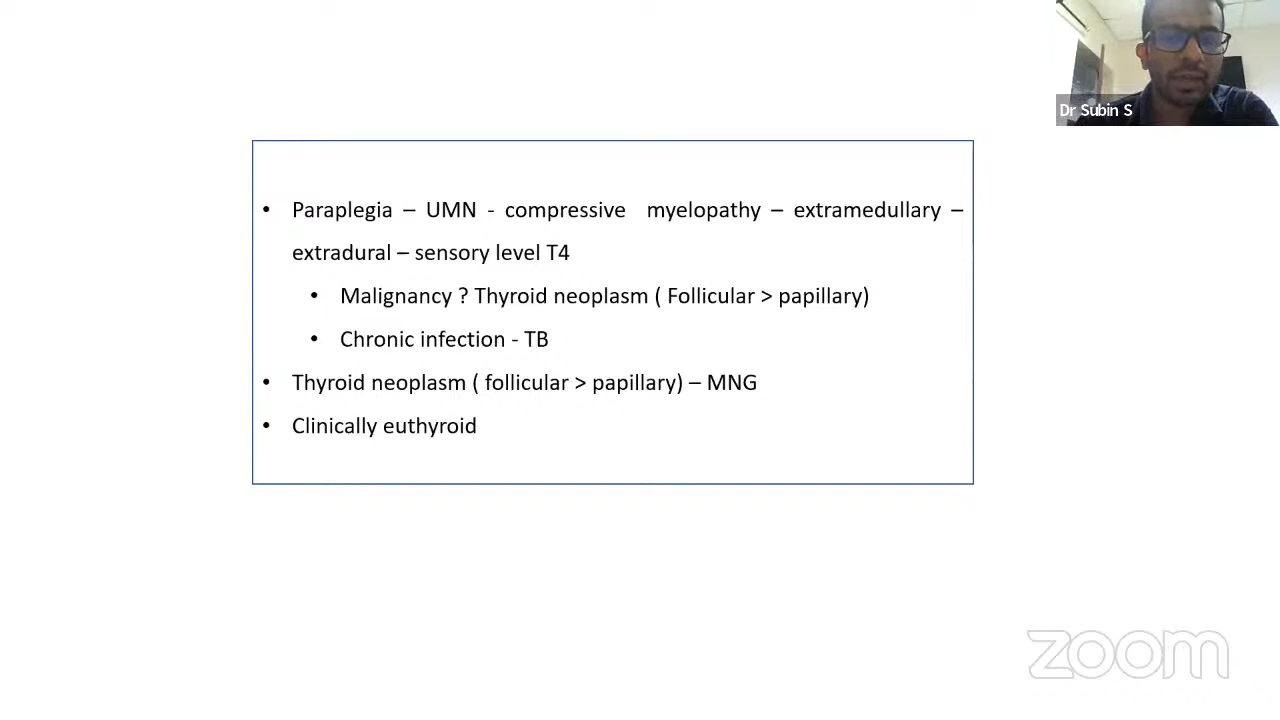 Dr Subin S
• Paraplegia – UMN - compressive myelopathy – extramedullary –
extradural – sensory level T4
• Malignancy ? Thyroid neoplasm ( Follicular > papillary)
• Chronic infection - TB
• Thyroid neoplasm ( follicular > papillary) – MNG
• Clinically euthyroid
zoom